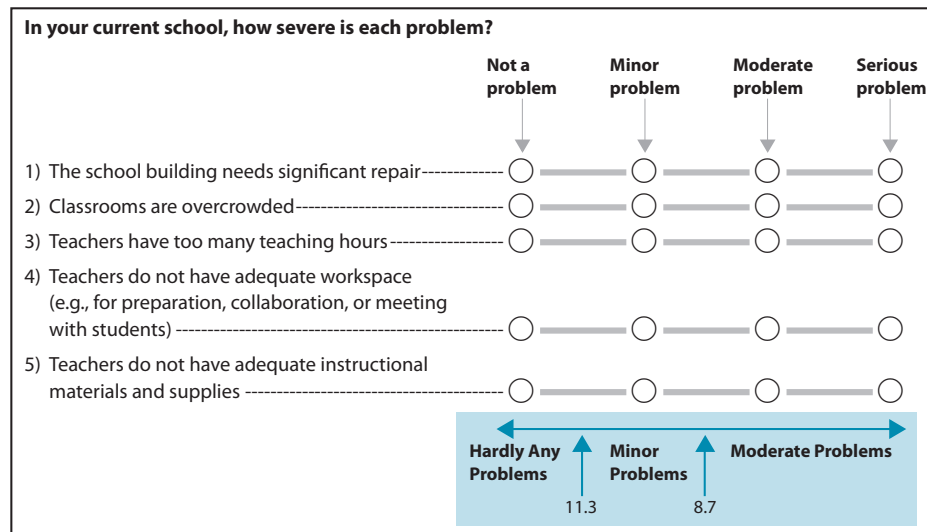 In your current school, how severe is each problem?
Not a problem
Minor problem
Moderate problem
Serious problem
1) The school building needs significant repair
2) Classrooms are overcrowded
3) Teachers have too many teaching hours
4) Teachers do not have adequate workspace
(e.g., for preparation, collaboration, or meeting
with students)
5) Teachers do not have adequate instructional
materials and supplies
Hardly Any Problems
Minor Problems
Moderate Problems
11.3
8.7